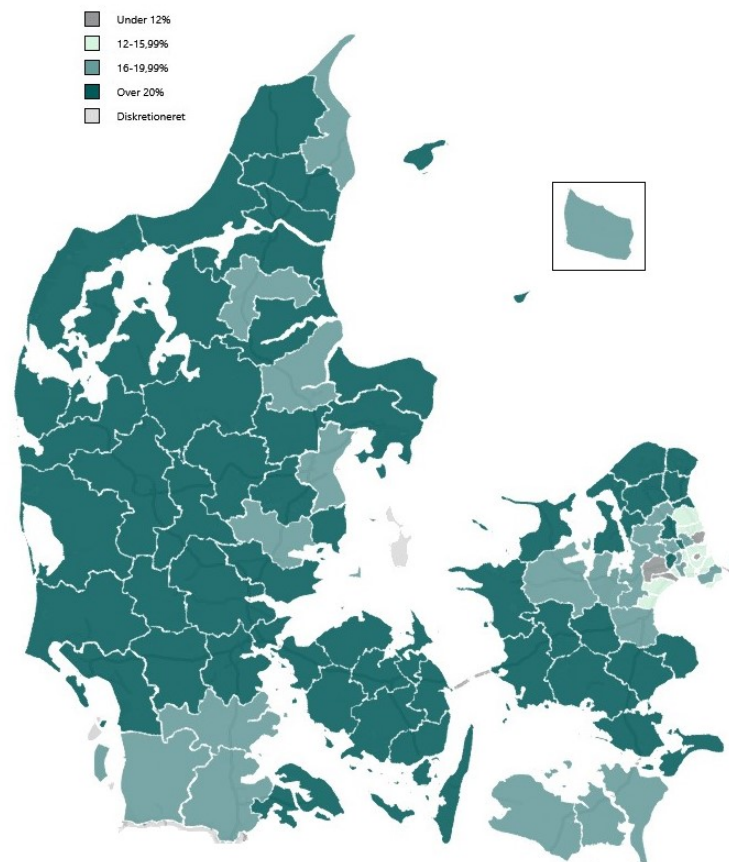 Under 12%
12-15,99%
16-19,99%
Over 20%
Diskretioneret